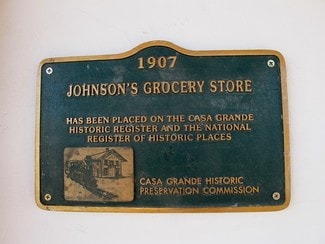 1907
JOHNSON'S GROCERY STORE
HAS BEEN PLACED ON THE CASA GRANDE
HISTORIC REGISTER AND THE NATIONAL
REGISTER OF HISTORIC PLACES
CASA GRANDE HISTORIC
PRESERVATION COMMISSION